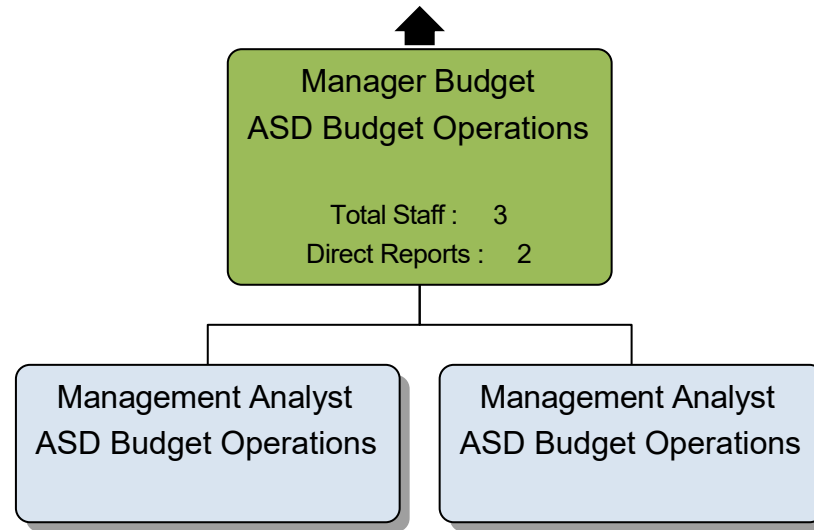 Manager Budget
ASD Budget Operations
Total Staff : 3
Direct Reports : 2
Management Analyst
ASD Budget Operations
Management Analyst
ASD Budget Operations